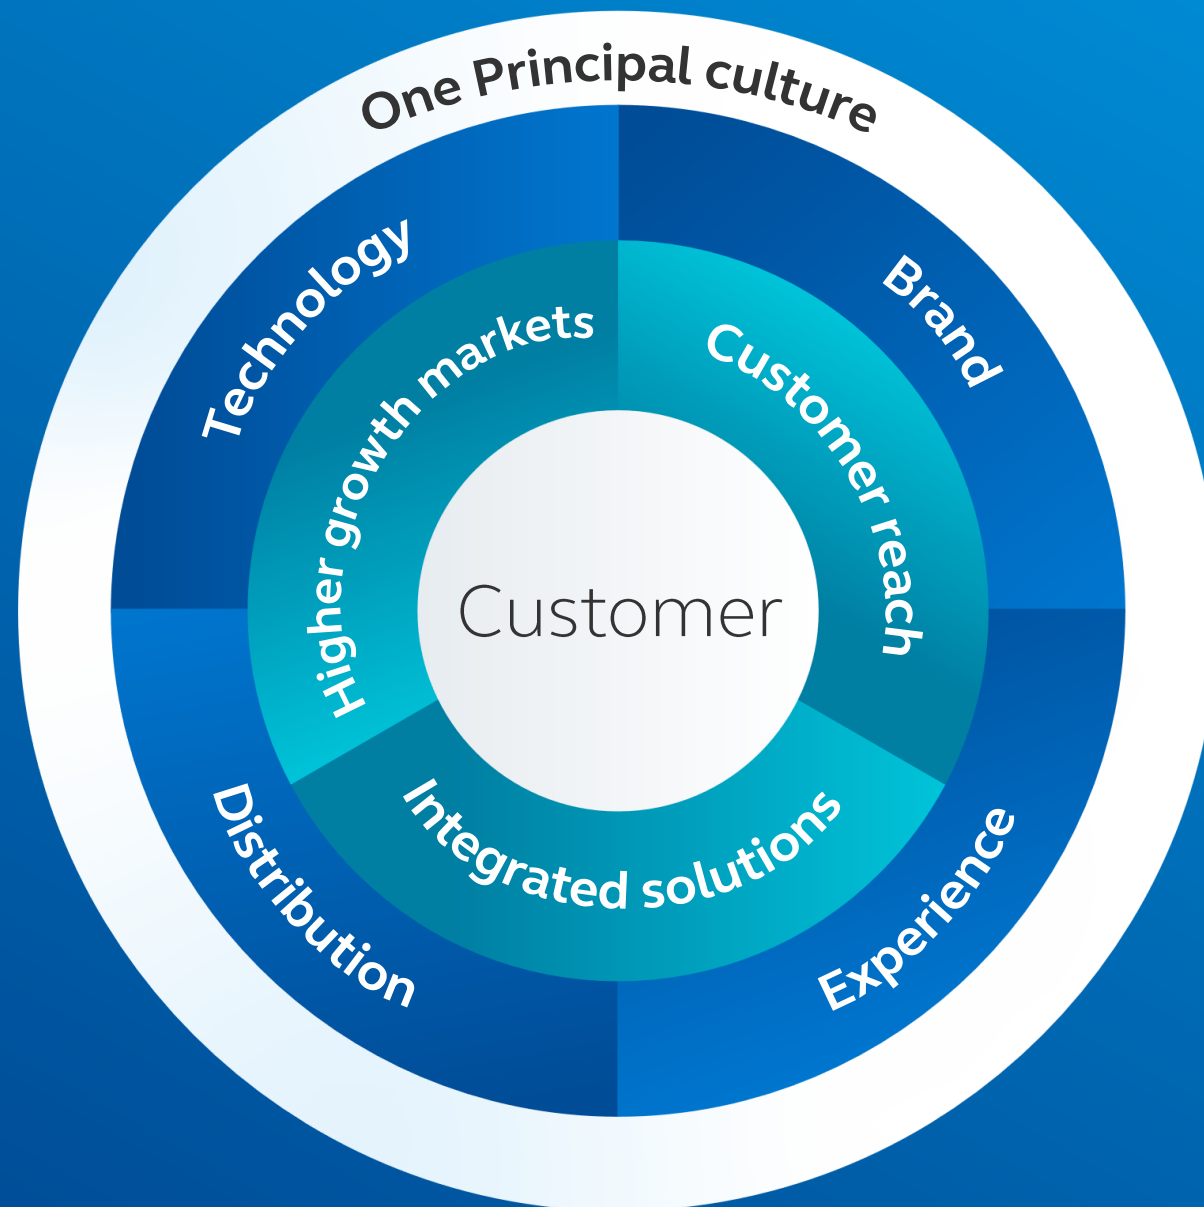 One Principal culture
Technology
Brand
Higher growth markets
Customer reach
Customer
Integrated solutions
Distribution
Experience